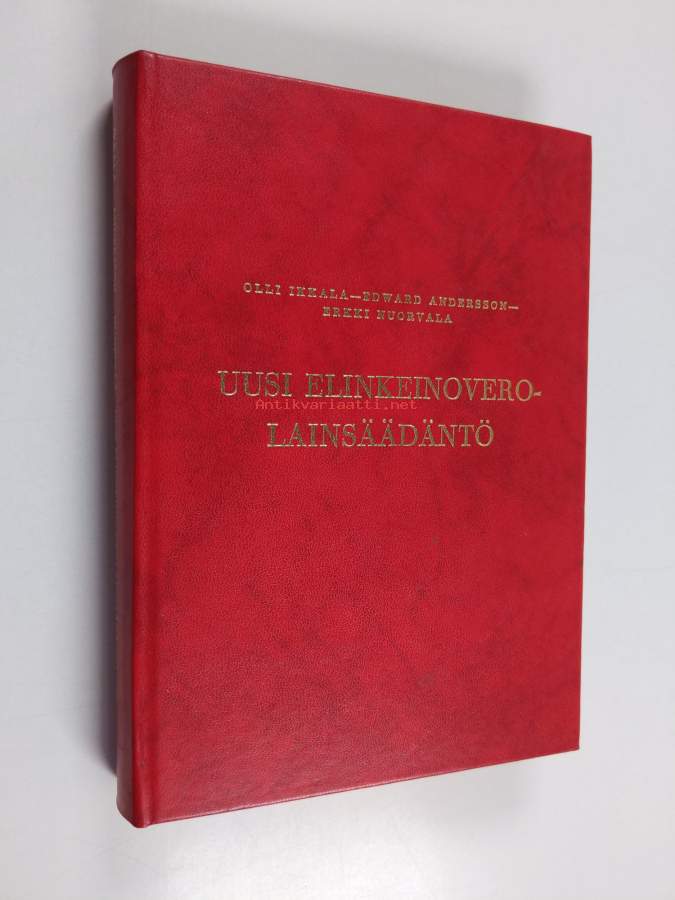 OLLI IKKALA—EDWARD ANDERSSON—
ERKKI NUORVALA
UUSI ELINKEINOVERO-
Antikvariaatti.net
LAINSÄÄDÄNTÖ